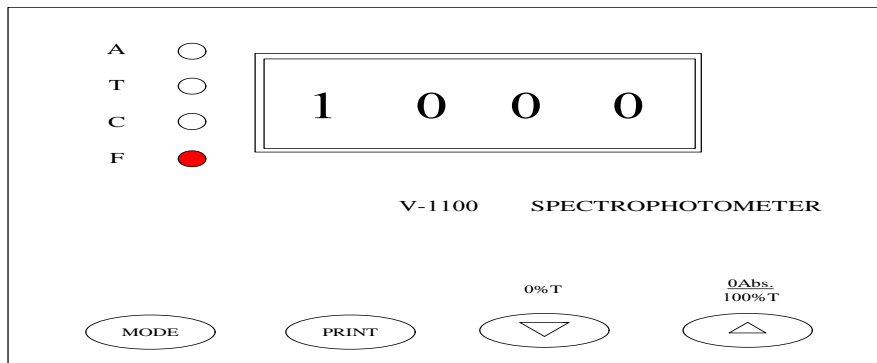 A
T
C
F
1 0 0 0
V-1100 SPECTROPHOTOMETER
0%T
0Abs.
100%T
MODE
PRINT